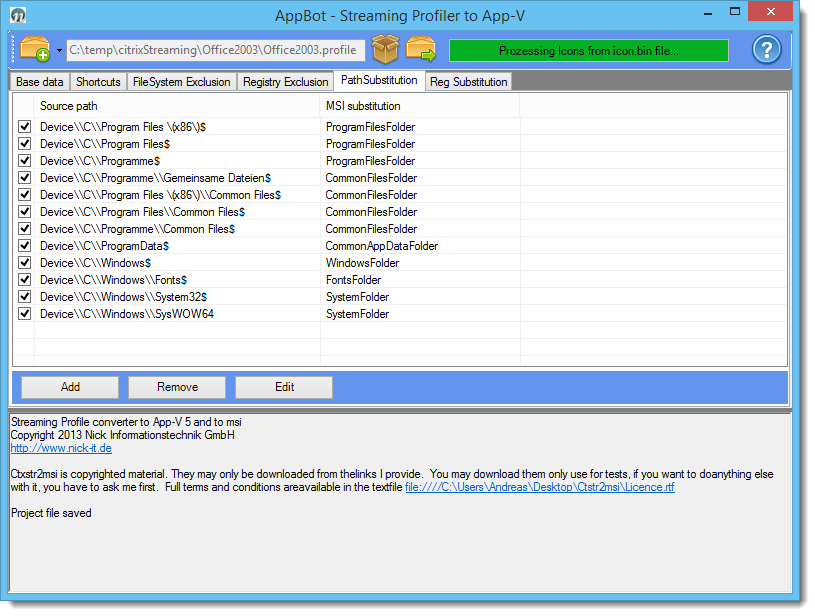 AppBot - Streaming Profiler to App-V
C:\temp\citrixStreaming\Office2003\Office2003.profile
Prozessing Icons from icon.bin file...
?
Base data Shortcuts FileSystem Exclusion Registry Exclusion PathSubstitution Reg Substitution
Source path MSI substitution
Device\\C\\Program Files \(x86\)$ ProgramFilesFolder
Device\\C\\Program Files$ ProgramFilesFolder
Device\\C\\Programme$ ProgramFilesFolder
Device\\C\\Programme\\Gemeinsame Dateien$ CommonFilesFolder
Device\\C\\Program Files \(x86\)\\Common Files$ CommonFilesFolder
Device\\C\\Program Files\\Common Files$ CommonFilesFolder
Device\\C\\Programme\\Common Files$ CommonFilesFolder
Device\\C\\ProgramData$ CommonAppDataFolder
Device\\C\\Windows$ WindowsFolder
Device\\C\\Windows\\Fonts$ FontsFolder
Device\\C\\Windows\\System32$ SystemFolder
Device\\C\\Windows\\SysWOW64 SystemFolder
Add Remove Edit
Streaming Profile converter to App-V 5 and to msi
Copyright 2013 Nick Informationstechnik GmbH
http://www.nick-it.de
Ctxstr2msi is copyrighted material. They may only be downloaded from thelinks I provide.  You may download them only use for tests, if you want to doanything else
with it, you have to ask me first.  Full terms and conditions areavailable in the textfile file:////C:\Users\Andreas\Desktop\Ctstr2msi\Licence.rtf
Project file saved